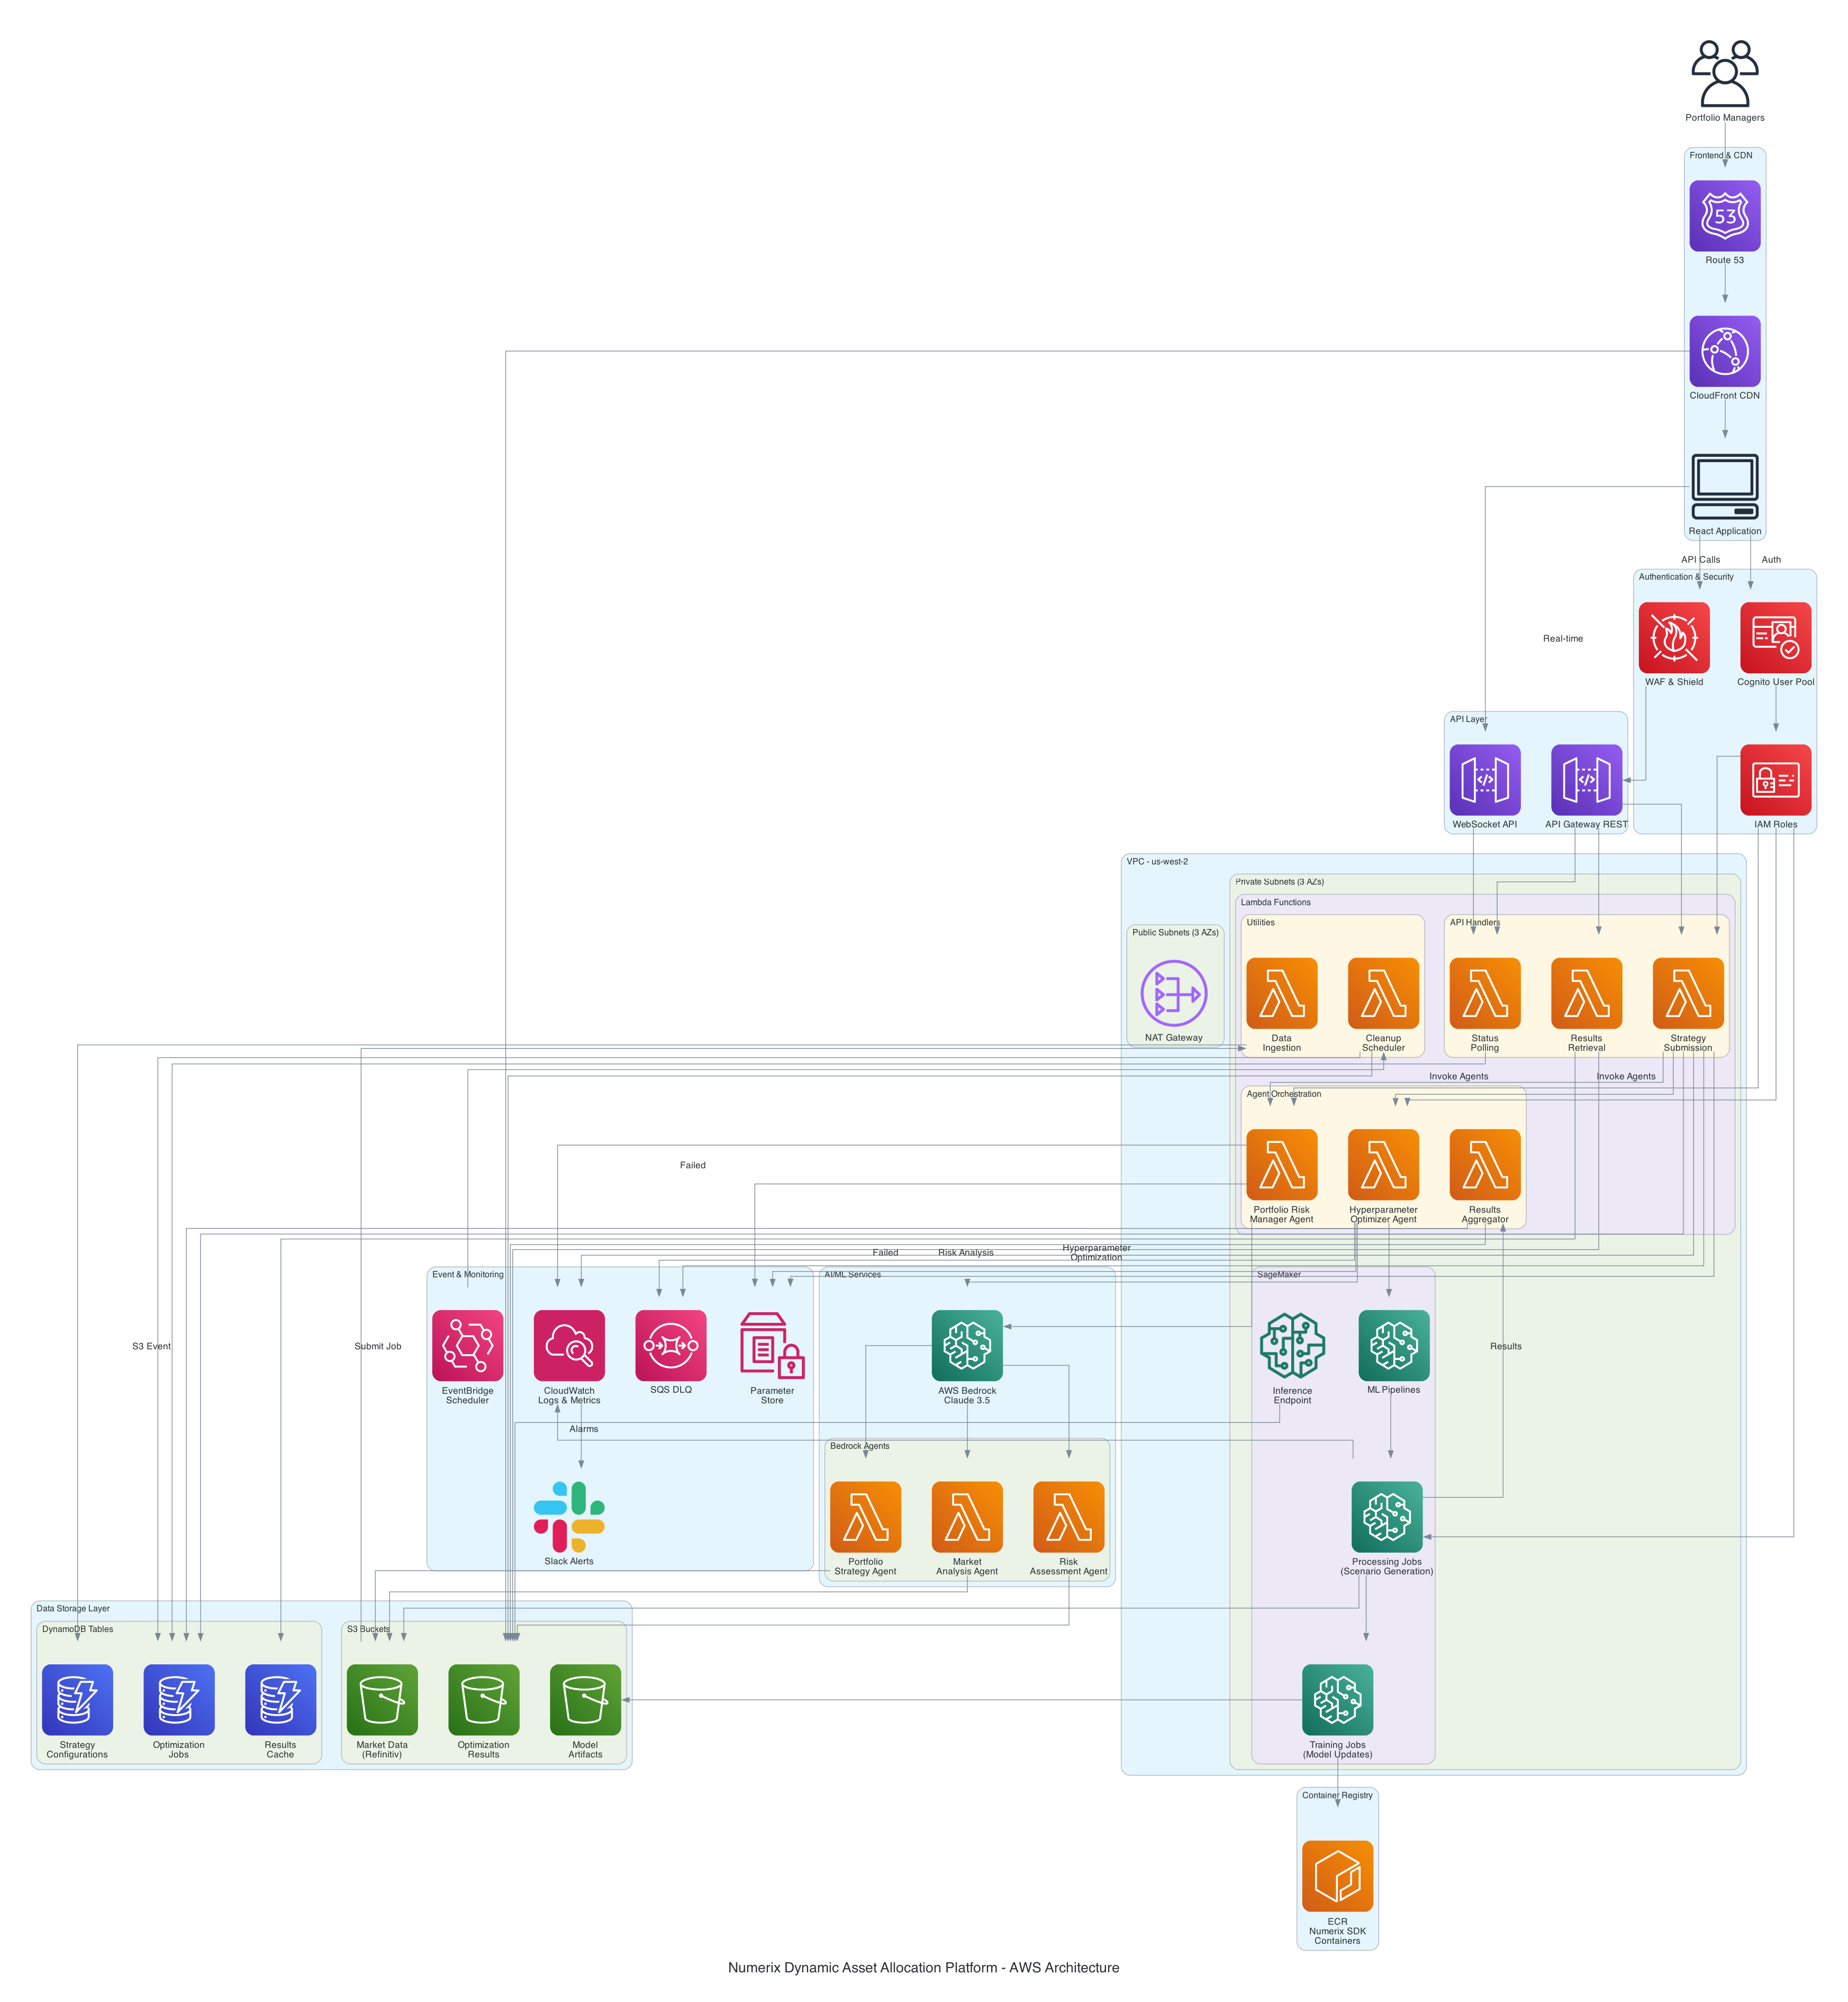 Portfolio Managers
Frontend & CDN
53
Route 53
CloudFront CDN
React Application
API Calls
Auth
Authentication & Security
Real-time
WAF & Shield
Cognito User Pool
API Layer
WebSocket API
API Gateway REST
IAM Roles
VPC - us-west-2
Private Subnets (3 AZs)
Lambda Functions
Utilities
API Handlers
Public Subnets (3 AZs)
NAT Gateway
Data
Ingestion
Cleanup
Scheduler
Status
Polling
Results
Retrieval
Strategy
Submission
Invoke Agents
Invoke Agents
Agent Orchestration
Failed
Portfolio Risk
Manager Agent
Hyperparameter
Optimizer Agent
Results
Aggregator
Failed
Risk Analysis
Hyperparameter
Optimization
Event & Monitoring
AI/ML Services
SageMaker
S3 Event
Submit Job
Results
EventBridge
Scheduler
CloudWatch
Logs & Metrics
SQS DLQ
Parameter
Store
AWS Bedrock
Claude 3.5
Inference
Endpoint
ML Pipelines
Alarms
Bedrock Agents
Slack Alerts
Portfolio
Strategy Agent
Market
Analysis Agent
Risk
Assessment Agent
Processing Jobs
(Scenario Generation)
Data Storage Layer
DynamoDB Tables
S3 Buckets
Strategy
Configurations
Optimization
Jobs
Results
Cache
Market Data
(Refinitiv)
Optimization
Results
Model
Artifacts
Training Jobs
(Model Updates)
Container Registry
ECR
Numerix SDK
Containers
Numerix Dynamic Asset Allocation Platform - AWS Architecture